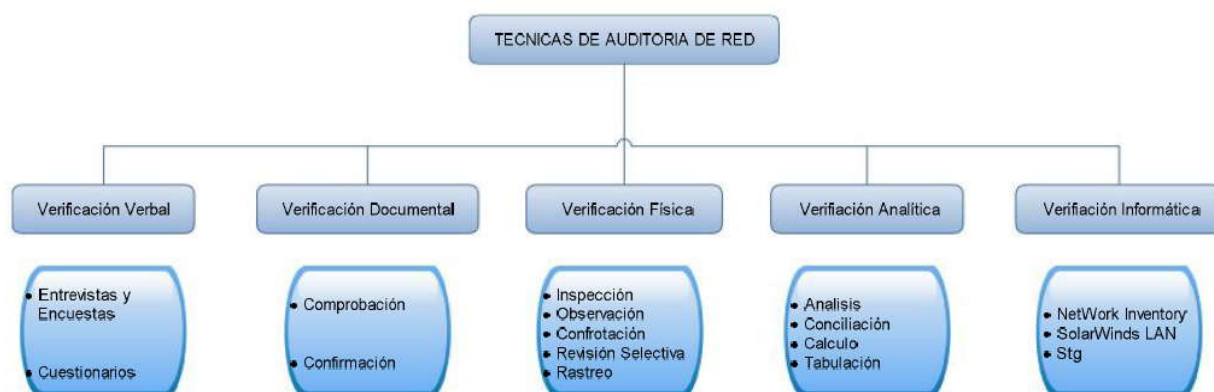 TECNICAS DE AUDITORIA DE RED
Verificación Verbal
Verificación Documental
Verificación Física
Verifiación Analítica
Verifiación Informática
• Entrevistas y
Encuestas
• Cuestionarios
• Comprobación
• Confirmación
• Inspección
• Observación
• Confrotación
• Revisión Selectiva
• Rastreo
• Analisis
• Conciliación
• Calculo
• Tabulación
• NetWork Inventory
• SolarWinds LAN
• Stg